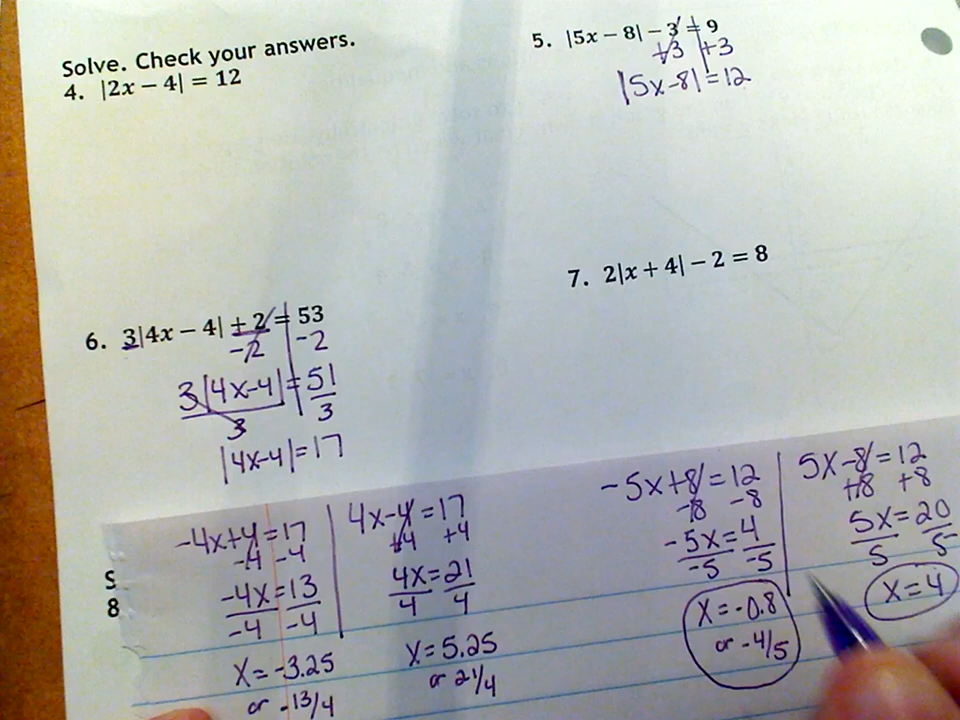 Solve. Check your answers.
4. |2x − 4| = 12
5. |5x − 8| − 3 = 9
+3 +3
|5x-8|=12
6. 3|4x − 4| + 2 = 53
-2 -2
3|4x-4|=51
3 3
|4x-4|=17
7. 2|x + 4| − 2 = 8
-4x+4=17
-4 -4
-4x=13
-4 -4
x=-3.25
or -13/4
4x-4=17
+4 +4
4x=21
4 4
x=5.25
or 21/4
-5x+8=12
-8 -8
-5x=4
-5 -5
x=-0.8
or -4/5
5x-8=12
+8 +8
5x=20
5 5
x=4
S
8